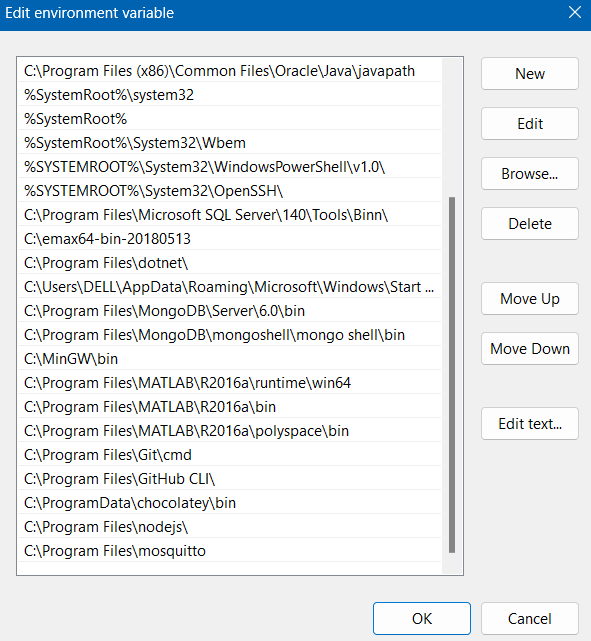 Edit environment variable
C:\Program Files (x86)\Common Files\Oracle\Java\javapath
%SystemRoot%\system32
%SystemRoot%
%SystemRoot%\System32\Wbem
%SYSTEMROOT%\System32\WindowsPowerShell\v1.0\
%SYSTEMROOT%\System32\OpenSSH\
C:\Program Files\Microsoft SQL Server\140\Tools\Binn\
C:\emax64-bin-20180513
C:\Program Files\dotnet\
C:\Users\DELL\AppData\Roaming\Microsoft\Windows\Start ...
C:\Program Files\MongoDB\Server\6.0\bin
C:\Program Files\MongoDB\mongoshell\mongo shell\bin
C:\MinGW\bin
C:\Program Files\MATLAB\R2016a\runtime\win64
C:\Program Files\MATLAB\R2016a\bin
C:\Program Files\MATLAB\R2016a\polyspace\bin
C:\Program Files\Git\cmd
C:\Program Files\GitHub CLI\
C:\ProgramData\chocolatey\bin
C:\Program Files\nodejs\
C:\Program Files\mosquitto
New
Edit
Browse...
Delete
Move Up
Move Down
Edit text...
OK
Cancel